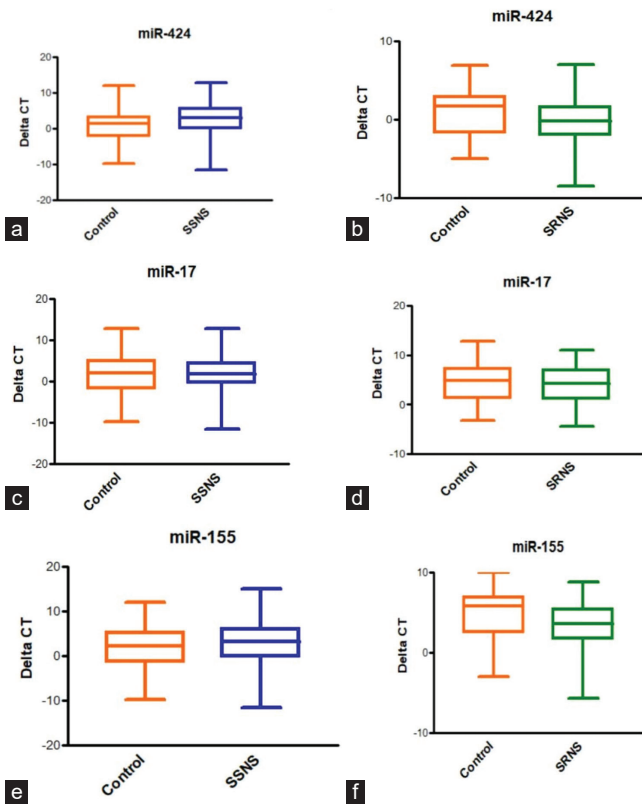 miR-424
20
10
0
-10
-20
Delta CT
Control
SSNS
a
miR-424
10
0
-10
Delta CT
Control
SRNS
b
miR-17
20
10
0
-10
-20
Delta CT
Control
SSNS
c
miR-17
20
10
0
-10
Delta CT
Control
SRNS
d
miR-155
20
10
0
-10
-20
Delta CT
Control
SSNS
e
miR-155
10
0
-10
Delta CT
Control
SRNS
f